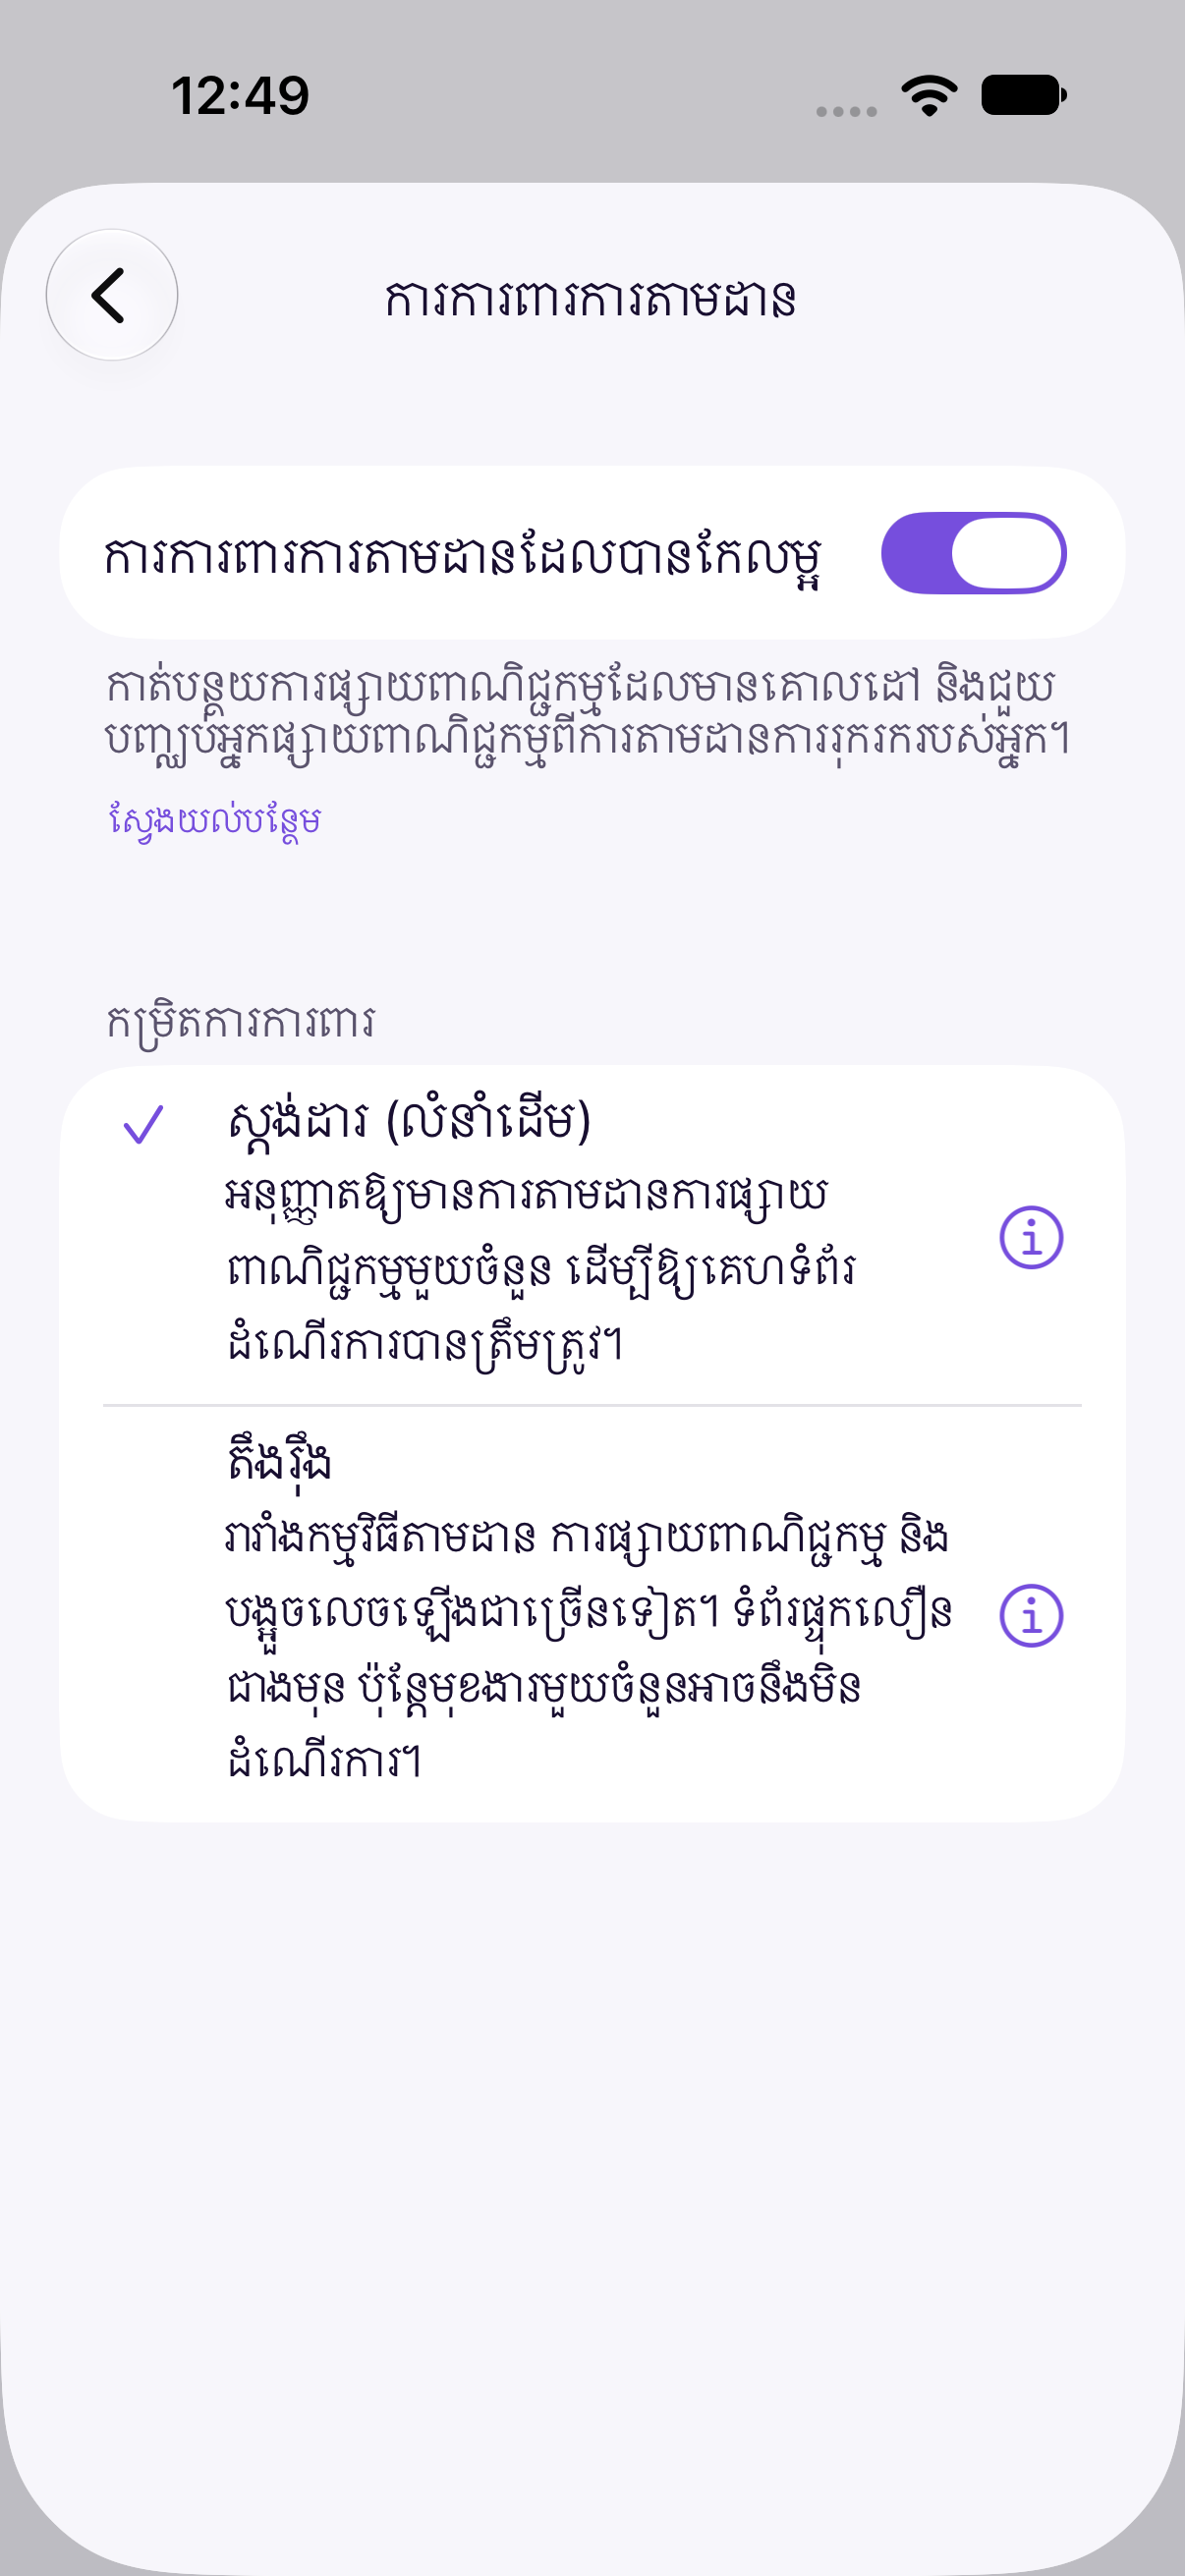 12:49
ការការពារការតាមដាន
ការការពារការតាមដានដែលបានកែលម្អ
កាត់បន្ថយការផ្សាយពាណិជ្ជកម្មដែលមានគោលដៅ និងជួយ
បញ្ឈប់អ្នកផ្សាយពាណិជ្ជកម្មពីការតាមដានការរុករករបស់អ្នក។
ស្វែងយល់បន្ថែម
កម្រិតការការពារ
ស្តង់ដារ (លំនាំដើម)
អនុញ្ញាតឱ្យមានការតាមដានការផ្សាយ
ពាណិជ្ជកម្មមួយចំនួន ដើម្បីឱ្យគេហទំព័រ
ដំណើរការបានត្រឹមត្រូវ។
តឹងរ៉ឹង
រារាំងកម្មវិធីតាមដាន ការផ្សាយពាណិជ្ជកម្ម និង
បង្អួចលេចឡើងជាច្រើនទៀត។ ទំព័រផ្ទុកលឿន
ជាងមុន ប៉ុន្តែមុខងារមួយចំនួនអាចនឹងមិន
ដំណើរការ។